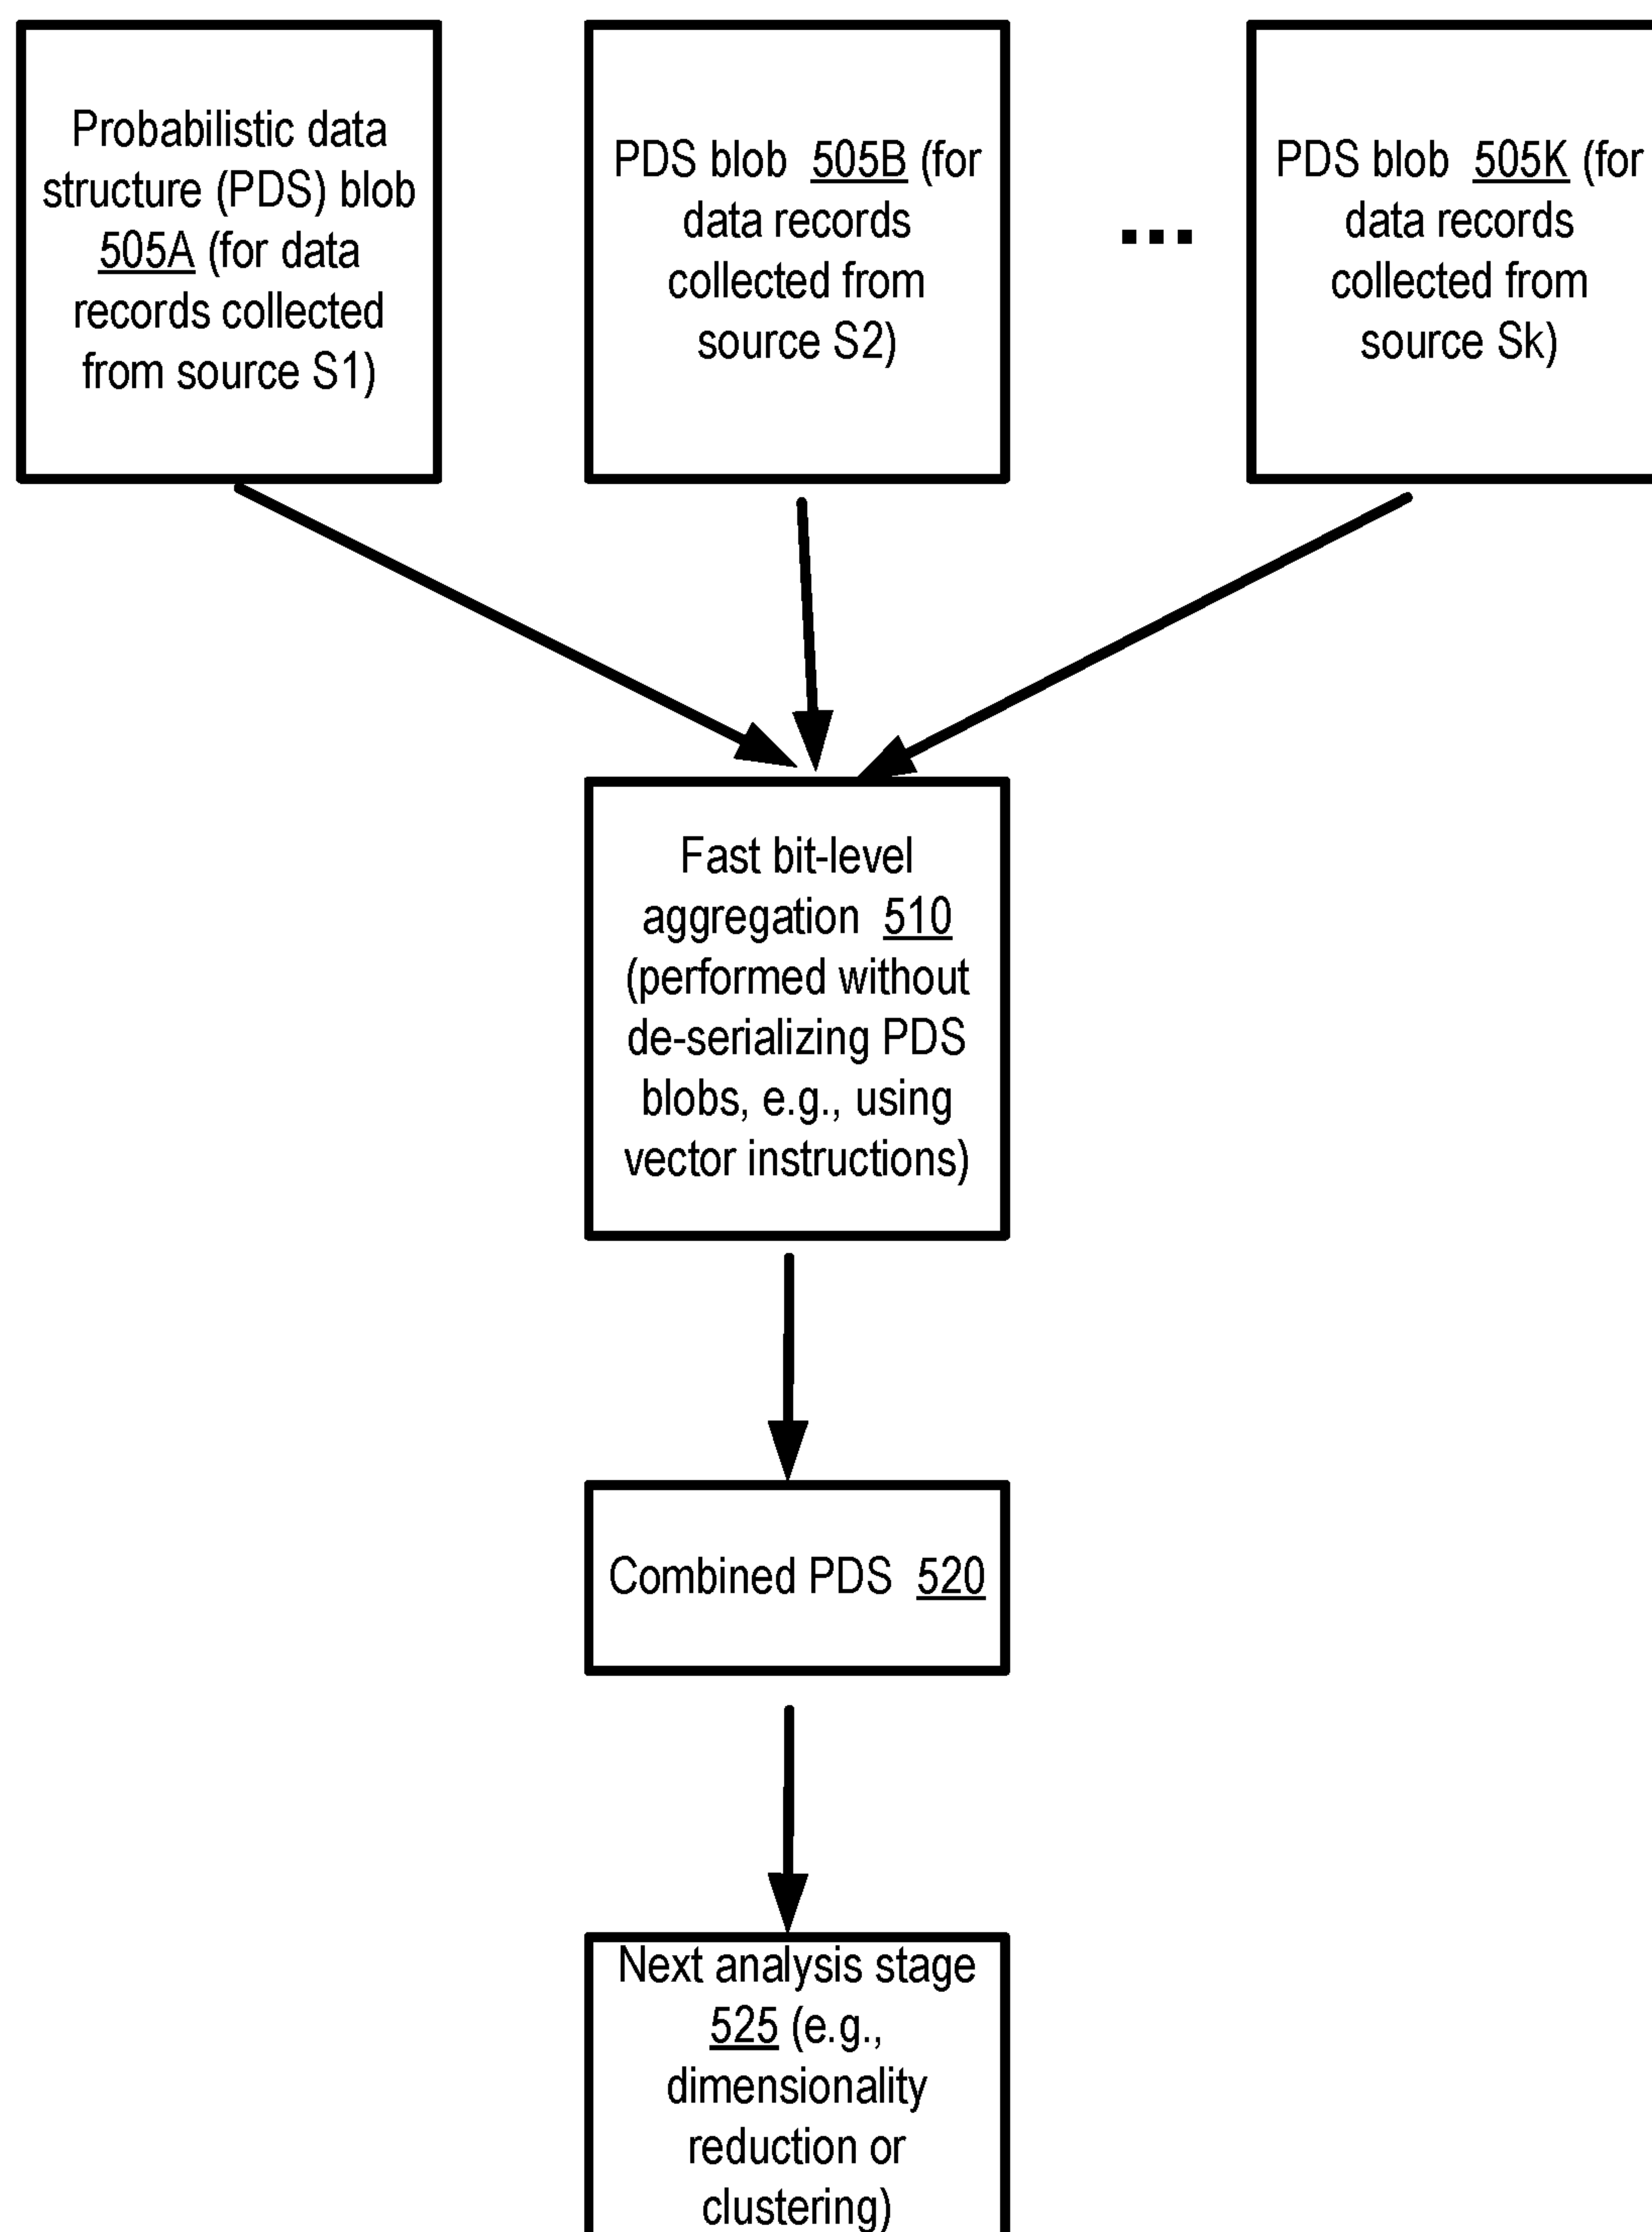 Probabilistic data
structure (PDS) blob
505A (for data
records collected
from source S1)
PDS blob 505B (for
data records
collected from
source S2)
...
PDS blob 505K (for
data records
collected from
source Sk)
Fast bit-level
aggregation 510
(performed without
de-serializing PDS
blobs, e.g., using
vector instructions)
Combined PDS 520
Next analysis stage
525 (e.g.,
dimensionality
reduction or
clustering)